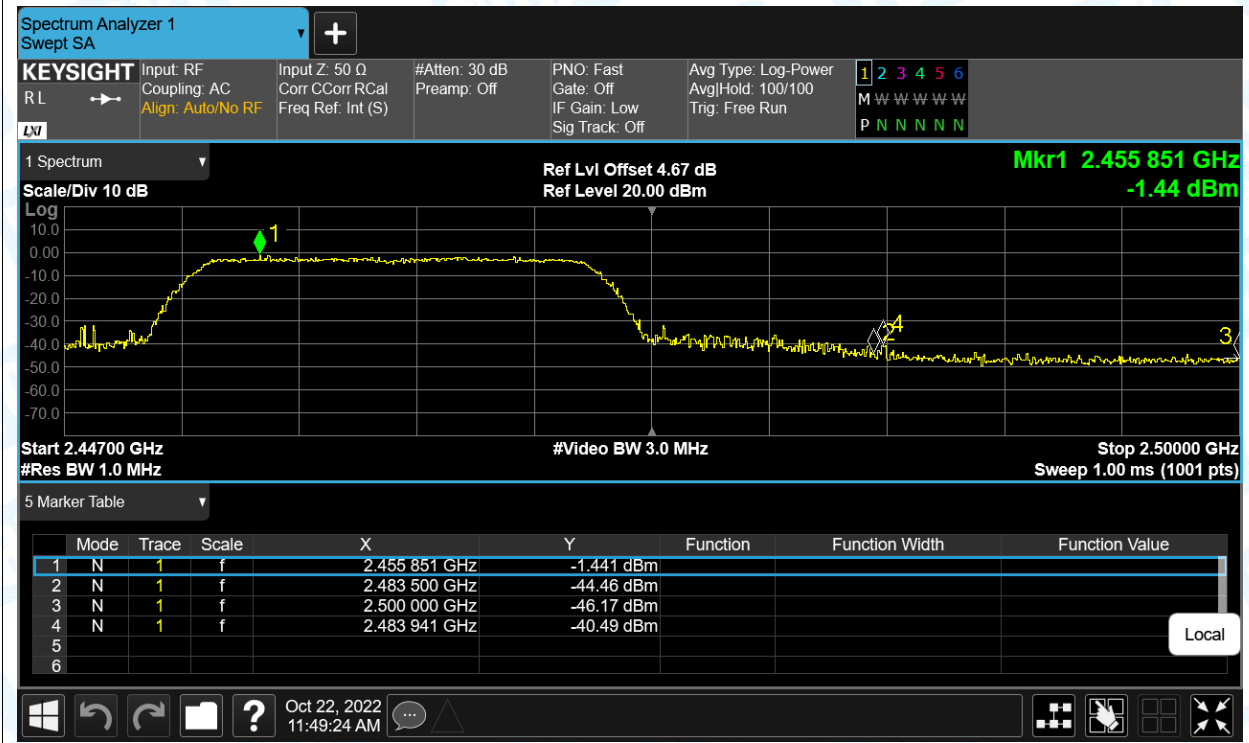 Spectrum Analyzer 1
Swept SA
+
KEYSIGHT
R L
LXI
Input: RF
Coupling: AC
Align: Auto/No RF
Input Z: 50 Ω
Corr CCorr RCal
Freq Ref: Int (S)
#Atten: 30 dB
Preamp: Off
PNO: Fast
Gate: Off
IF Gain: Low
Sig Track: Off
Avg Type: Log-Power
Avg|Hold: 100/100
Trig: Free Run
1 2 3 4 5 6
M W W W W W
P N N N N N
1 Spectrum
Scale/Div 10 dB
Ref Lvl Offset 4.67 dB
Ref Level 20.00 dBm
Mkr1 2.455 851 GHz
-1.44 dBm
Log
10.0
0.00
-10.0
-20.0
-30.0
-40.0
-50.0
-60.0
-70.0
1
4
2
3
Start 2.44700 GHz
#Video BW 3.0 MHz
Stop 2.50000 GHz
#Res BW 1.0 MHz
Sweep 1.00 ms (1001 pts)
5 Marker Table
Mode Trace Scale X Y Function Function Width Function Value
1 N 1 f 2.455 851 GHz -1.441 dBm
2 N 1 f 2.483 500 GHz -44.46 dBm
3 N 1 f 2.500 000 GHz -46.17 dBm
4 N 1 f 2.483 941 GHz -40.49 dBm
5
6
Local
?
Oct 22, 2022
11:49:24 AM